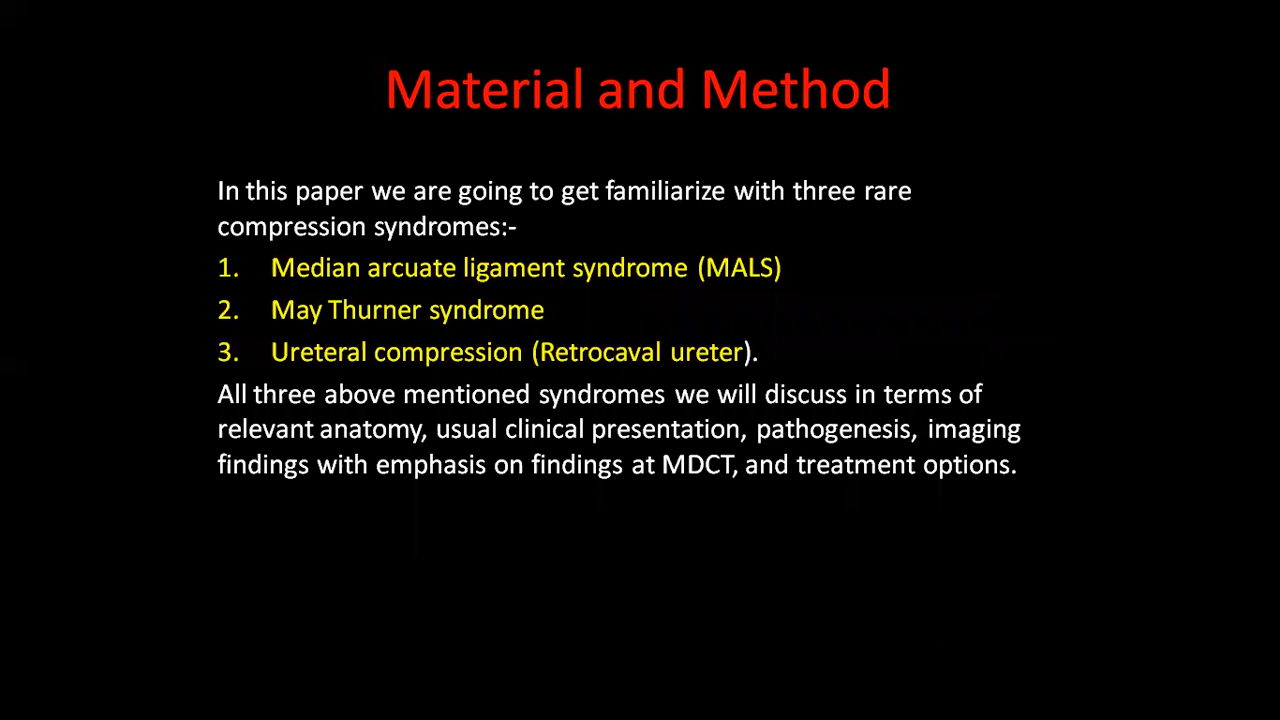 Material and Method
In this paper we are going to get familiarize with three rare
compression syndromes:-
1. Median arcuate ligament syndrome (MALS)
2. May Thurner syndrome
3. Ureteral compression (Retrocaval ureter).
All three above mentioned syndromes we will discuss in terms of
relevant anatomy, usual clinical presentation, pathogenesis, imaging
findings with emphasis on findings at MDCT, and treatment options.